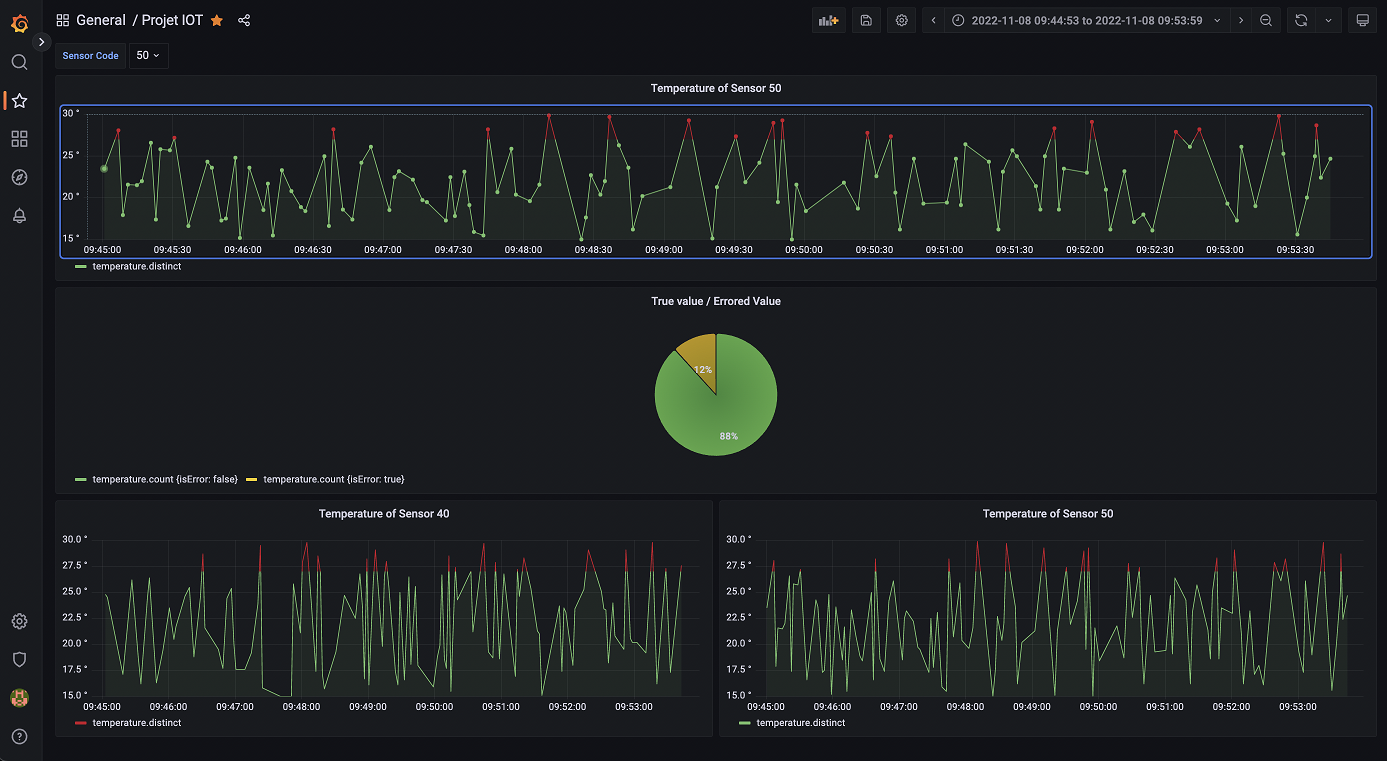 General / Projet IOT
2022-11-08 09:44:53 to 2022-11-08 09:53:59
Sensor Code 50
Temperature of Sensor 50
30 °
25 °
20 °
15 °
09:45:00 09:45:30 09:46:00 09:46:30 09:47:00 09:47:30 09:48:00 09:48:30 09:49:00 09:49:30 09:50:00 09:50:30 09:51:00 09:51:30 09:52:00 09:52:30 09:53:00 09:53:30
temperature.distinct
True value / Errored Value
12%
88%
temperature.count {isError: false} temperature.count {isError: true}
Temperature of Sensor 40
30.0 °
27.5 °
25.0 °
22.5 °
20.0 °
17.5 °
15.0 °
09:45:00 09:46:00 09:47:00 09:48:00 09:49:00 09:50:00 09:51:00 09:52:00 09:53:00
temperature.distinct
Temperature of Sensor 50
30.0 °
27.5 °
25.0 °
22.5 °
20.0 °
17.5 °
15.0 °
09:45:00 09:46:00 09:47:00 09:48:00 09:49:00 09:50:00 09:51:00 09:52:00 09:53:00
temperature.distinct